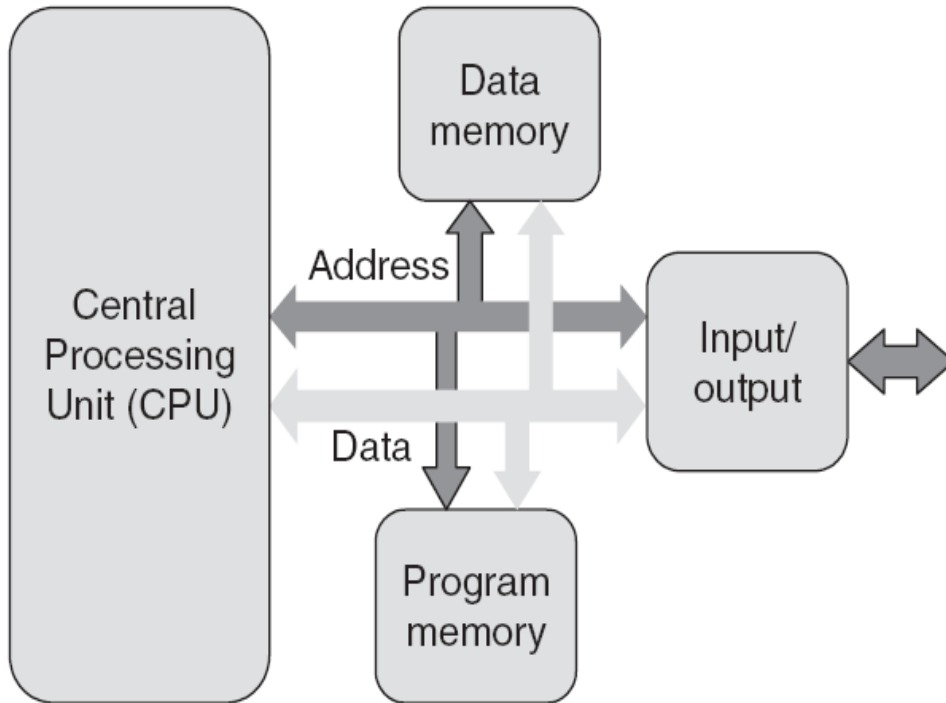 Data
memory
Address
Central
Processing
Unit (CPU)
Input/
output
Data
Program
memory